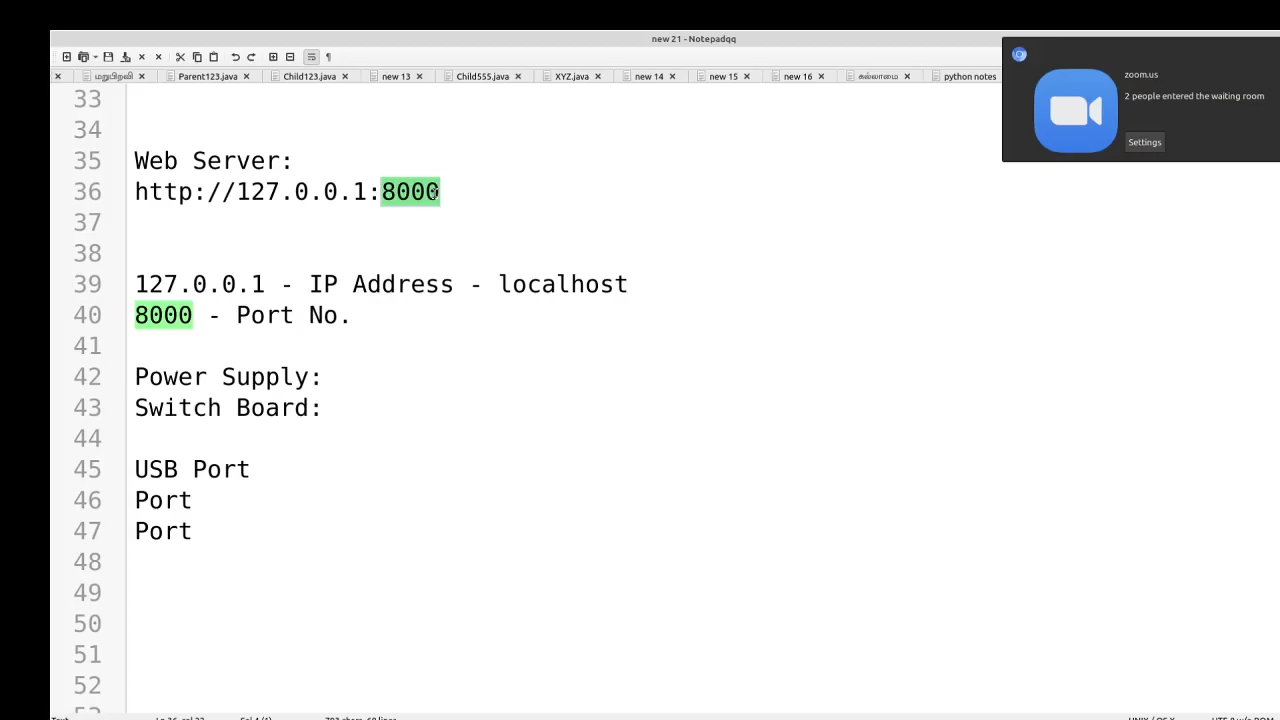 new 21 - Notepadqq
மறுபிறவி
Parent123.java
Child123.java
new 13
Child555.java
XYZ.java
new 14
new 15
new 16
கல்லாமை
python notes
zoom.us
2 people entered the waiting room
Settings
33
34
35 Web Server:
36 http://127.0.0.1:8000
37
38
39 127.0.0.1 - IP Address - localhost
40 8000 - Port No.
41
42 Power Supply:
43 Switch Board:
44
45 USB Port
46 Port
47 Port
48
49
50
51
52